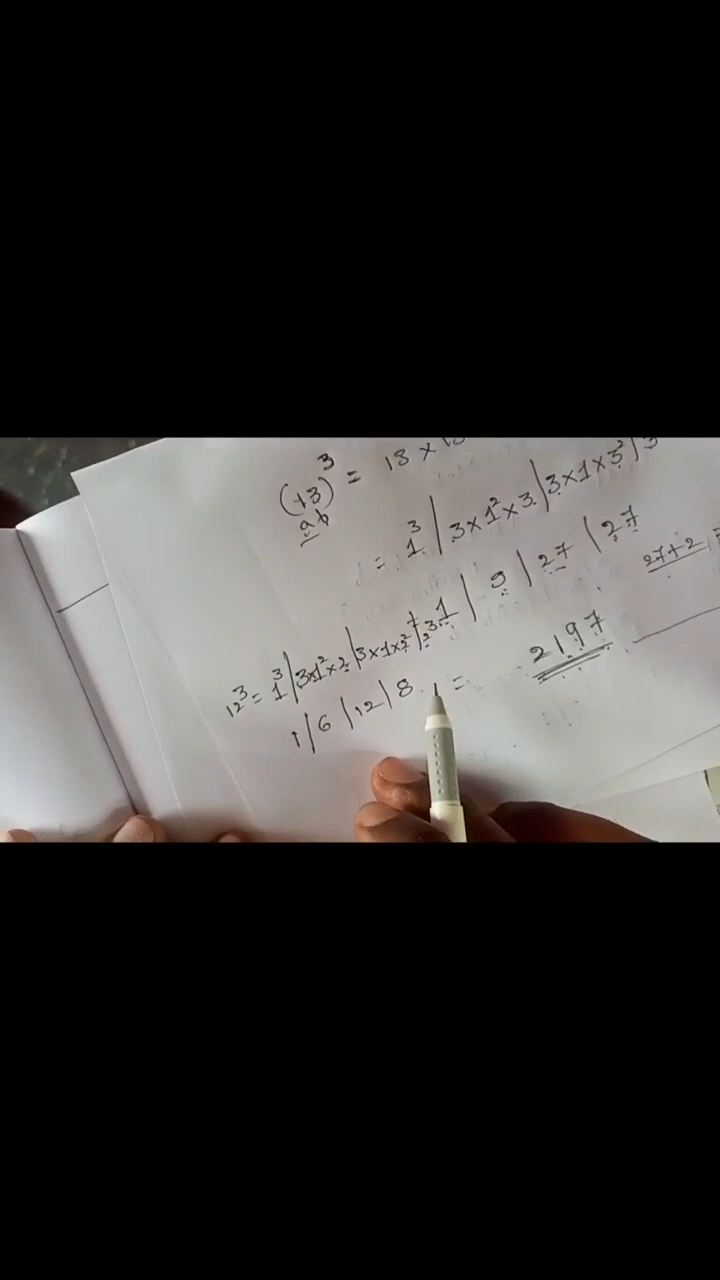 (13)³ = 13 ×
a b
= 1³ | 3×1²×3 | 3×1×3² | 3
1 | 9 | 27 | 27
27+2
12³ = 1³ | 3×1²×2 | 3×1×2² | 2³
1 | 6 | 12 | 8
= 2197